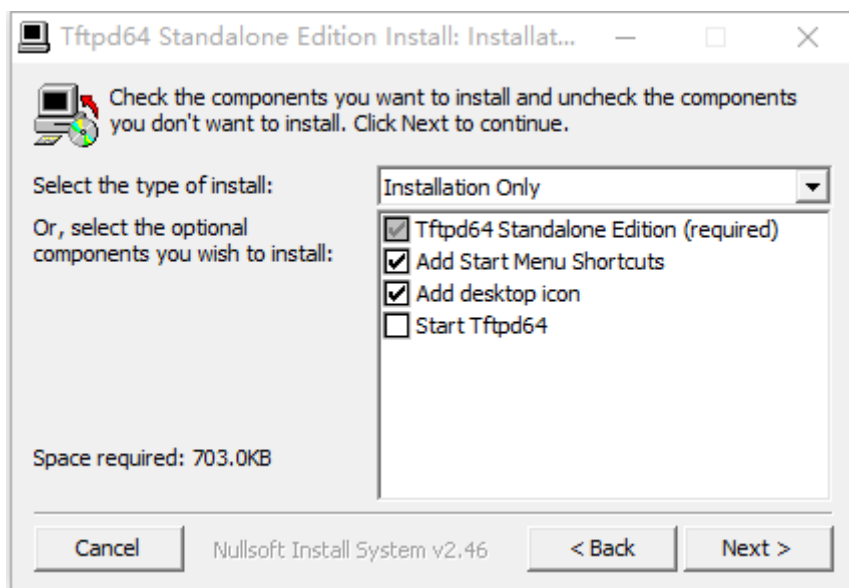 Tftpd64 Standalone Edition Install: Installat...
Check the components you want to install and uncheck the components
you don't want to install. Click Next to continue.
Select the type of install:
Installation Only
Or, select the optional
components you wish to install:
Tftpd64 Standalone Edition (required)
Add Start Menu Shortcuts
Add desktop icon
Start Tftpd64
Space required: 703.0KB
Cancel
Nullsoft Install System v2.46
< Back
Next >